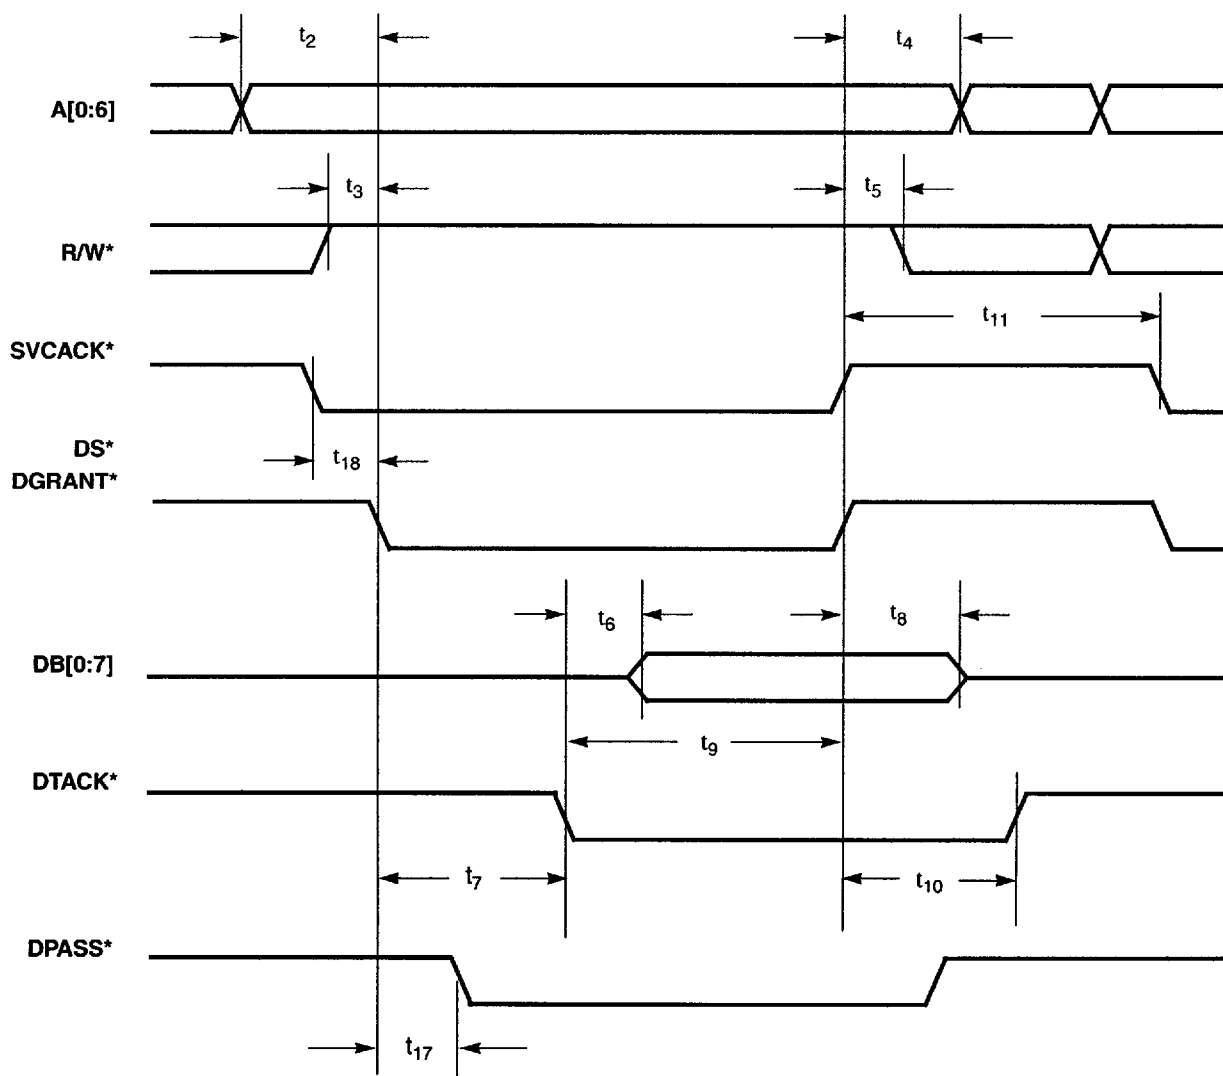 t2
t4
A[0:6]
t3
t5
R/W*
t11
SVCACK*
DS*
t18
DGRANT*
t6
t8
DB[0:7]
t9
DTACK*
t7
t10
DPASS*
t17